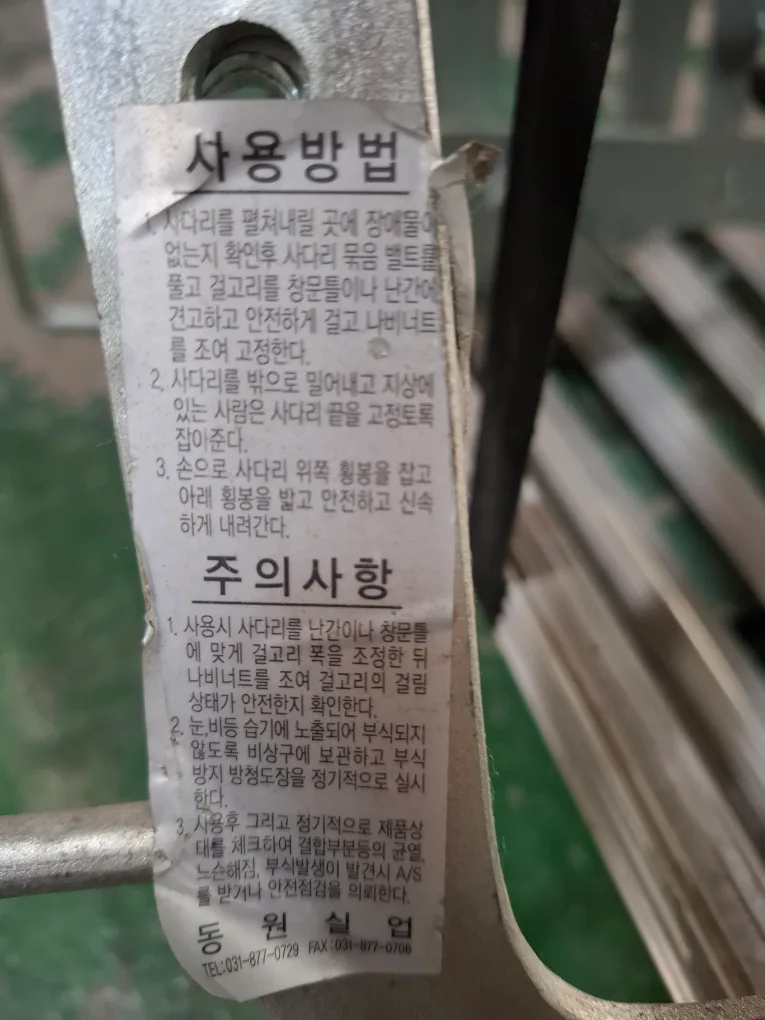 사용방법
1. 사다리를 펼쳐내릴 곳에 장애물이
없는지 확인후 사다리 묶음 밸트를
풀고 걸고리를 창문틀이나 난간에
견고하고 안전하게 걸고 나비너트
를 조여 고정한다.
2. 사다리를 밖으로 밀어내고 지상에
있는 사람은 사다리 끝을 고정토록
잡아준다.
3. 손으로 사다리 위쪽 횡봉을 잡고
아래 횡봉을 밟고 안전하고 신속
하게 내려간다.
주의사항
1. 사용시 사다리를 난간이나 창문틀
에 맞게 걸고리 폭을 조정한 뒤
나비너트를 조여 걸고리의 걸림
상태가 안전한지 확인한다.
2. 눈,비등 습기에 노출되어 부식되지
않도록 비상구에 보관하고 부식
방지 방청도장을 정기적으로 실시
한다.
3. 사용후 그리고 정기적으로 제품상
태를 체크하여 결합부분등의 균열,
느슨해짐, 부식발생이 발견시 A/S
를 받거나 안전점검을 의뢰한다.
동 원 실 업
TEL:031-877-0729 FAX:031-877-0706